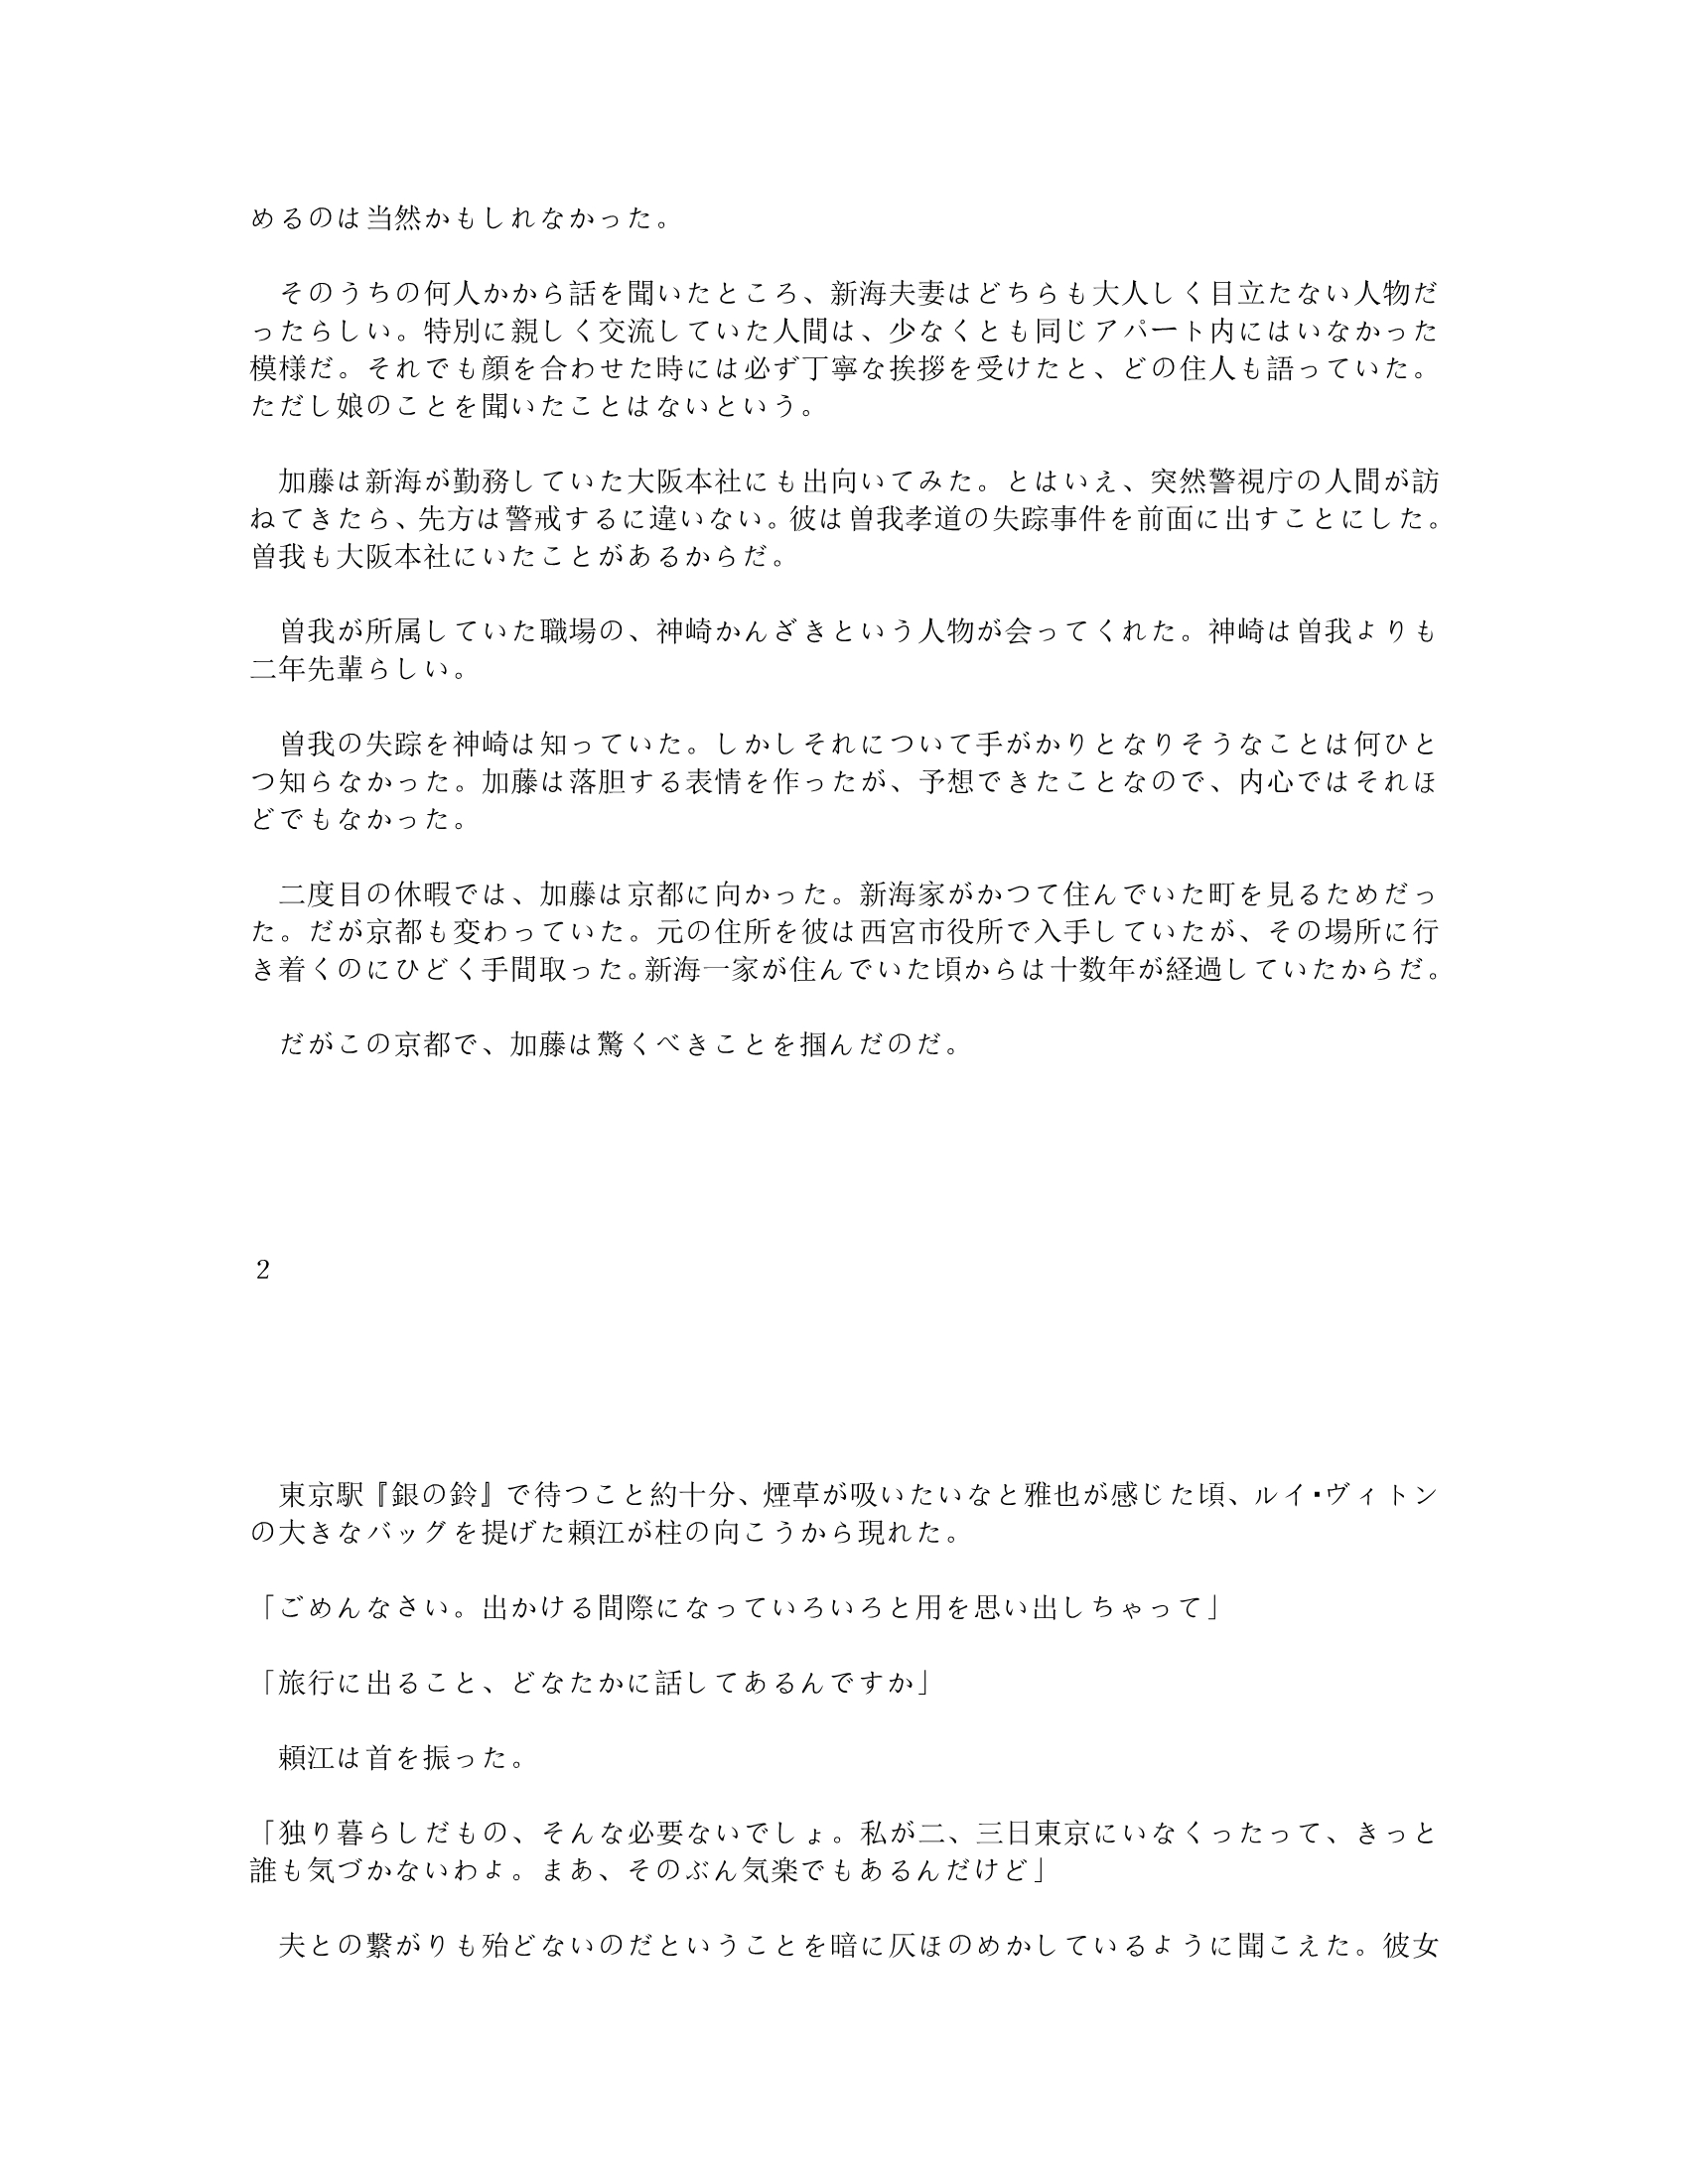 めるのは当然かもしれなかった。
　そのうちの何人かから話を聞いたところ、新海夫妻はどちらも大人しく目立たない人物だ
ったらしい。特別に親しく交流していた人間は、少なくとも同じアパート内にはいなかった
模様だ。それでも顔を合わせた時には必ず丁寧な挨拶を受けたと、どの住人も語っていた。
ただし娘のことを聞いたことはないという。
　加藤は新海が勤務していた大阪本社にも出向いてみた。とはいえ、突然警視庁の人間が訪
ねてきたら、先方は警戒するに違いない。彼は曽我孝道の失踪事件を前面に出すことにした。
曽我も大阪本社にいたことがあるからだ。
　曽我が所属していた職場の、神崎かんざきという人物が会ってくれた。神崎は曽我よりも
二年先輩らしい。
　曽我の失踪を神崎は知っていた。しかしそれについて手がかりとなりそうなことは何ひと
つ知らなかった。加藤は落胆する表情を作ったが、予想できたことなので、内心ではそれほ
どでもなかった。
　二度目の休暇では、加藤は京都に向かった。新海家がかつて住んでいた町を見るためだっ
た。だが京都も変わっていた。元の住所を彼は西宮市役所で入手していたが、その場所に行
き着くのにひどく手間取った。新海一家が住んでいた頃からは十数年が経過していたからだ。
　だがこの京都で、加藤は驚くべきことを掴んだのだ。
2
　東京駅『銀の鈴』で待つこと約十分、煙草が吸いたいなと雅也が感じた頃、ルイ・ヴィトン
の大きなバッグを提げた頼江が柱の向こうから現れた。
「ごめんなさい。出かける間際になっていろいろと用を思い出しちゃって」
「旅行に出ること、どなたかに話してあるんですか」
　頼江は首を振った。
「独り暮らしだもの、そんな必要ないでしょ。私が二、三日東京にいなくったって、きっと
誰も気づかないわよ。まあ、そのぶん気楽でもあるんだけど」
　夫との繋がりも殆どないのだということを暗に仄ほのめかしているように聞こえた。彼女